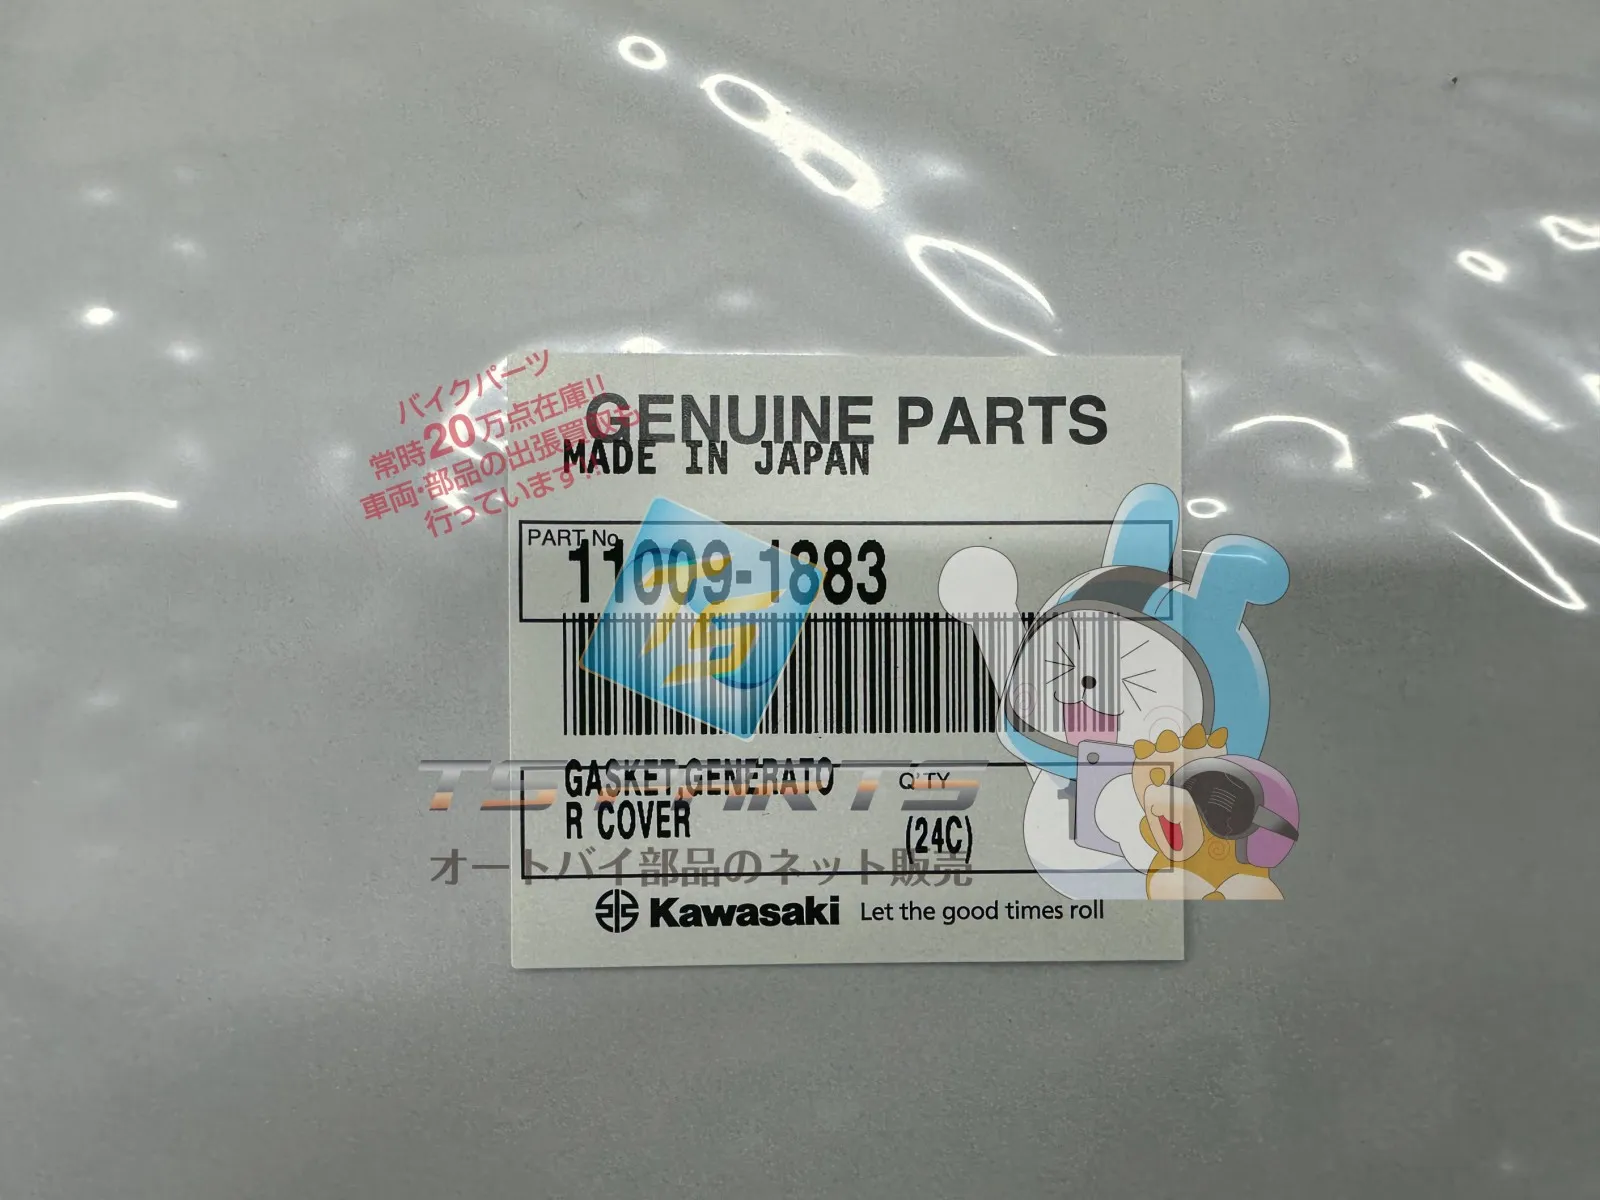 バイクパーツ
常時20万点在庫!!
車両・部品の出張買取も
行っています!!
GENUINE PARTS
MADE IN JAPAN
PART No.
11009-1883
TS
GASKET,GENERATO
R COVER
Q'TY
1
(24C)
TS PARTS
オートバイ部品のネット販売
Kawasaki Let the good times roll